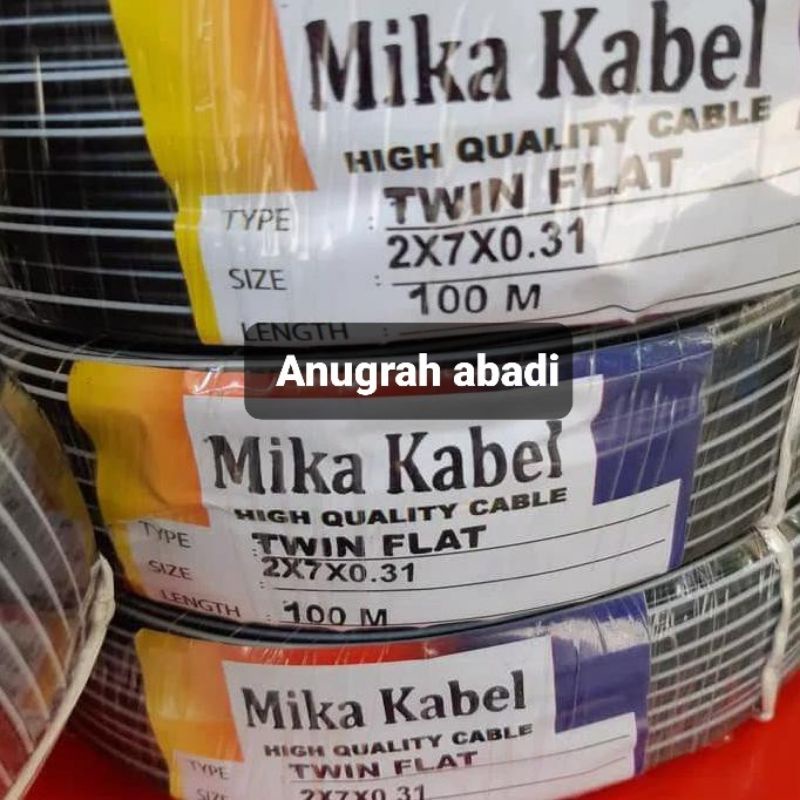 Mika Kabel
HIGH QUALITY CABLE
TYPE : TWIN FLAT
SIZE : 2X7X0.31
LENGTH : 100 M
Anugrah abadi
Mika Kabel
HIGH QUALITY CABLE
TYPE : TWIN FLAT
SIZE 2X7X0.31
LENGTH : 100 M
Mika Kabel
HIGH QUALITY CABLE
TYPE TWIN FLAT
SIZE 2X7X0.31